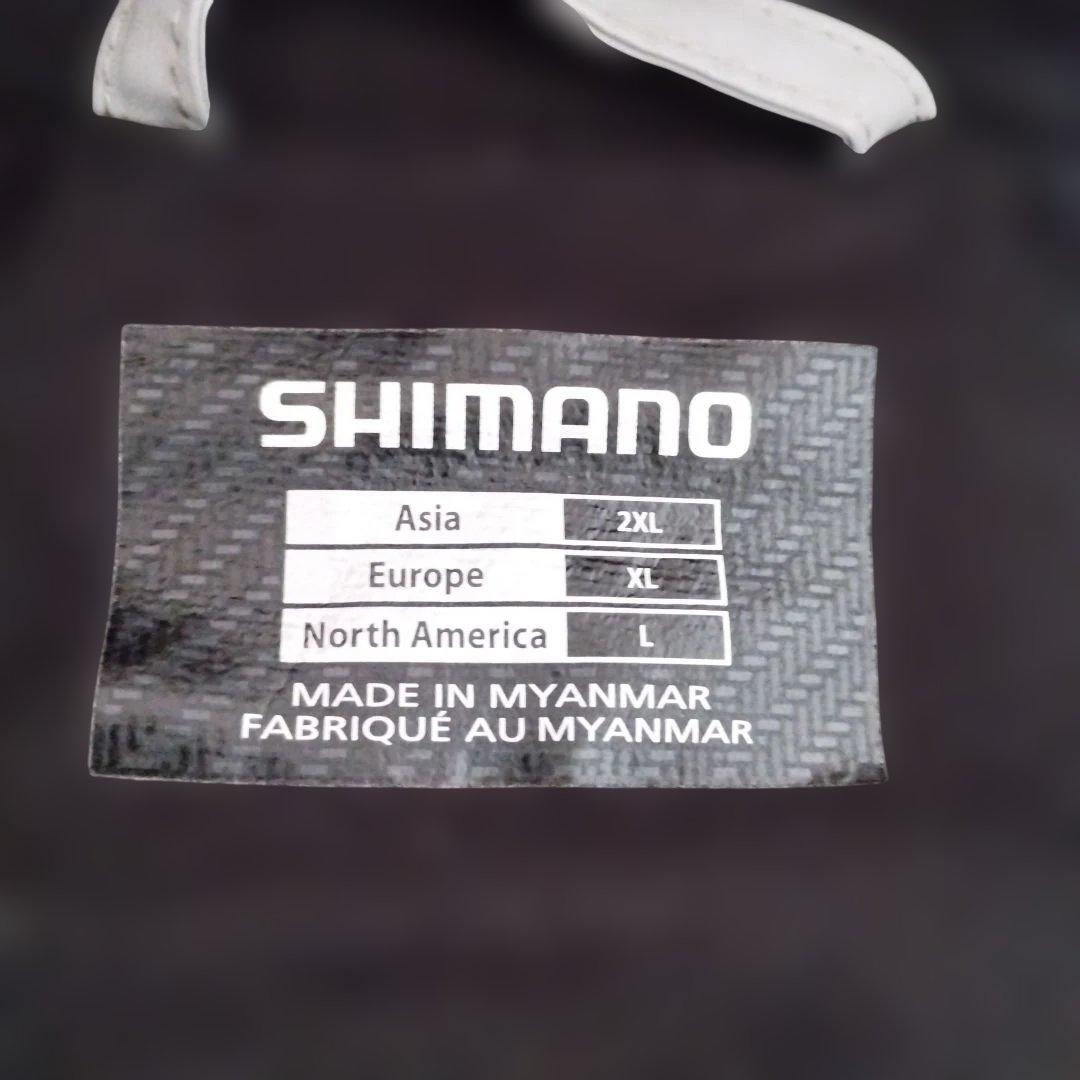 SHIMANO
Asia 2XL
Europe XL
North America L
MADE IN MYANMAR
FABRIQUÉ AU MYANMAR